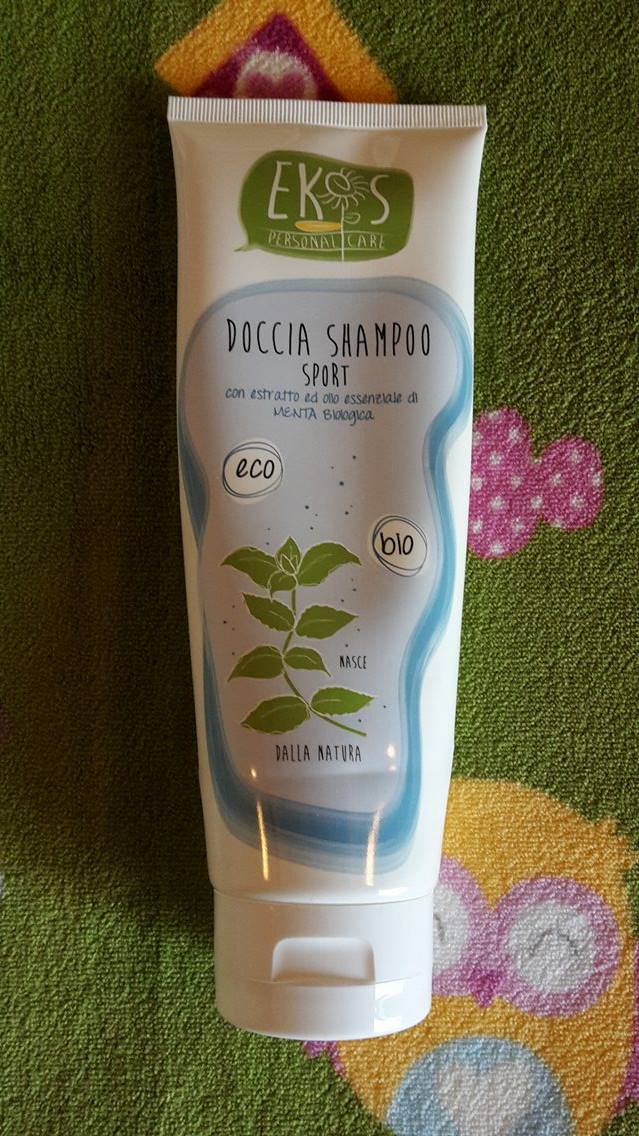 EKOS
PERSONAL CARE
DOCCIA SHAMPOO
SPORT
con estratto ed olio essenziale di
MENTA Biologica
eco
bio
NASCE
DALLA NATURA